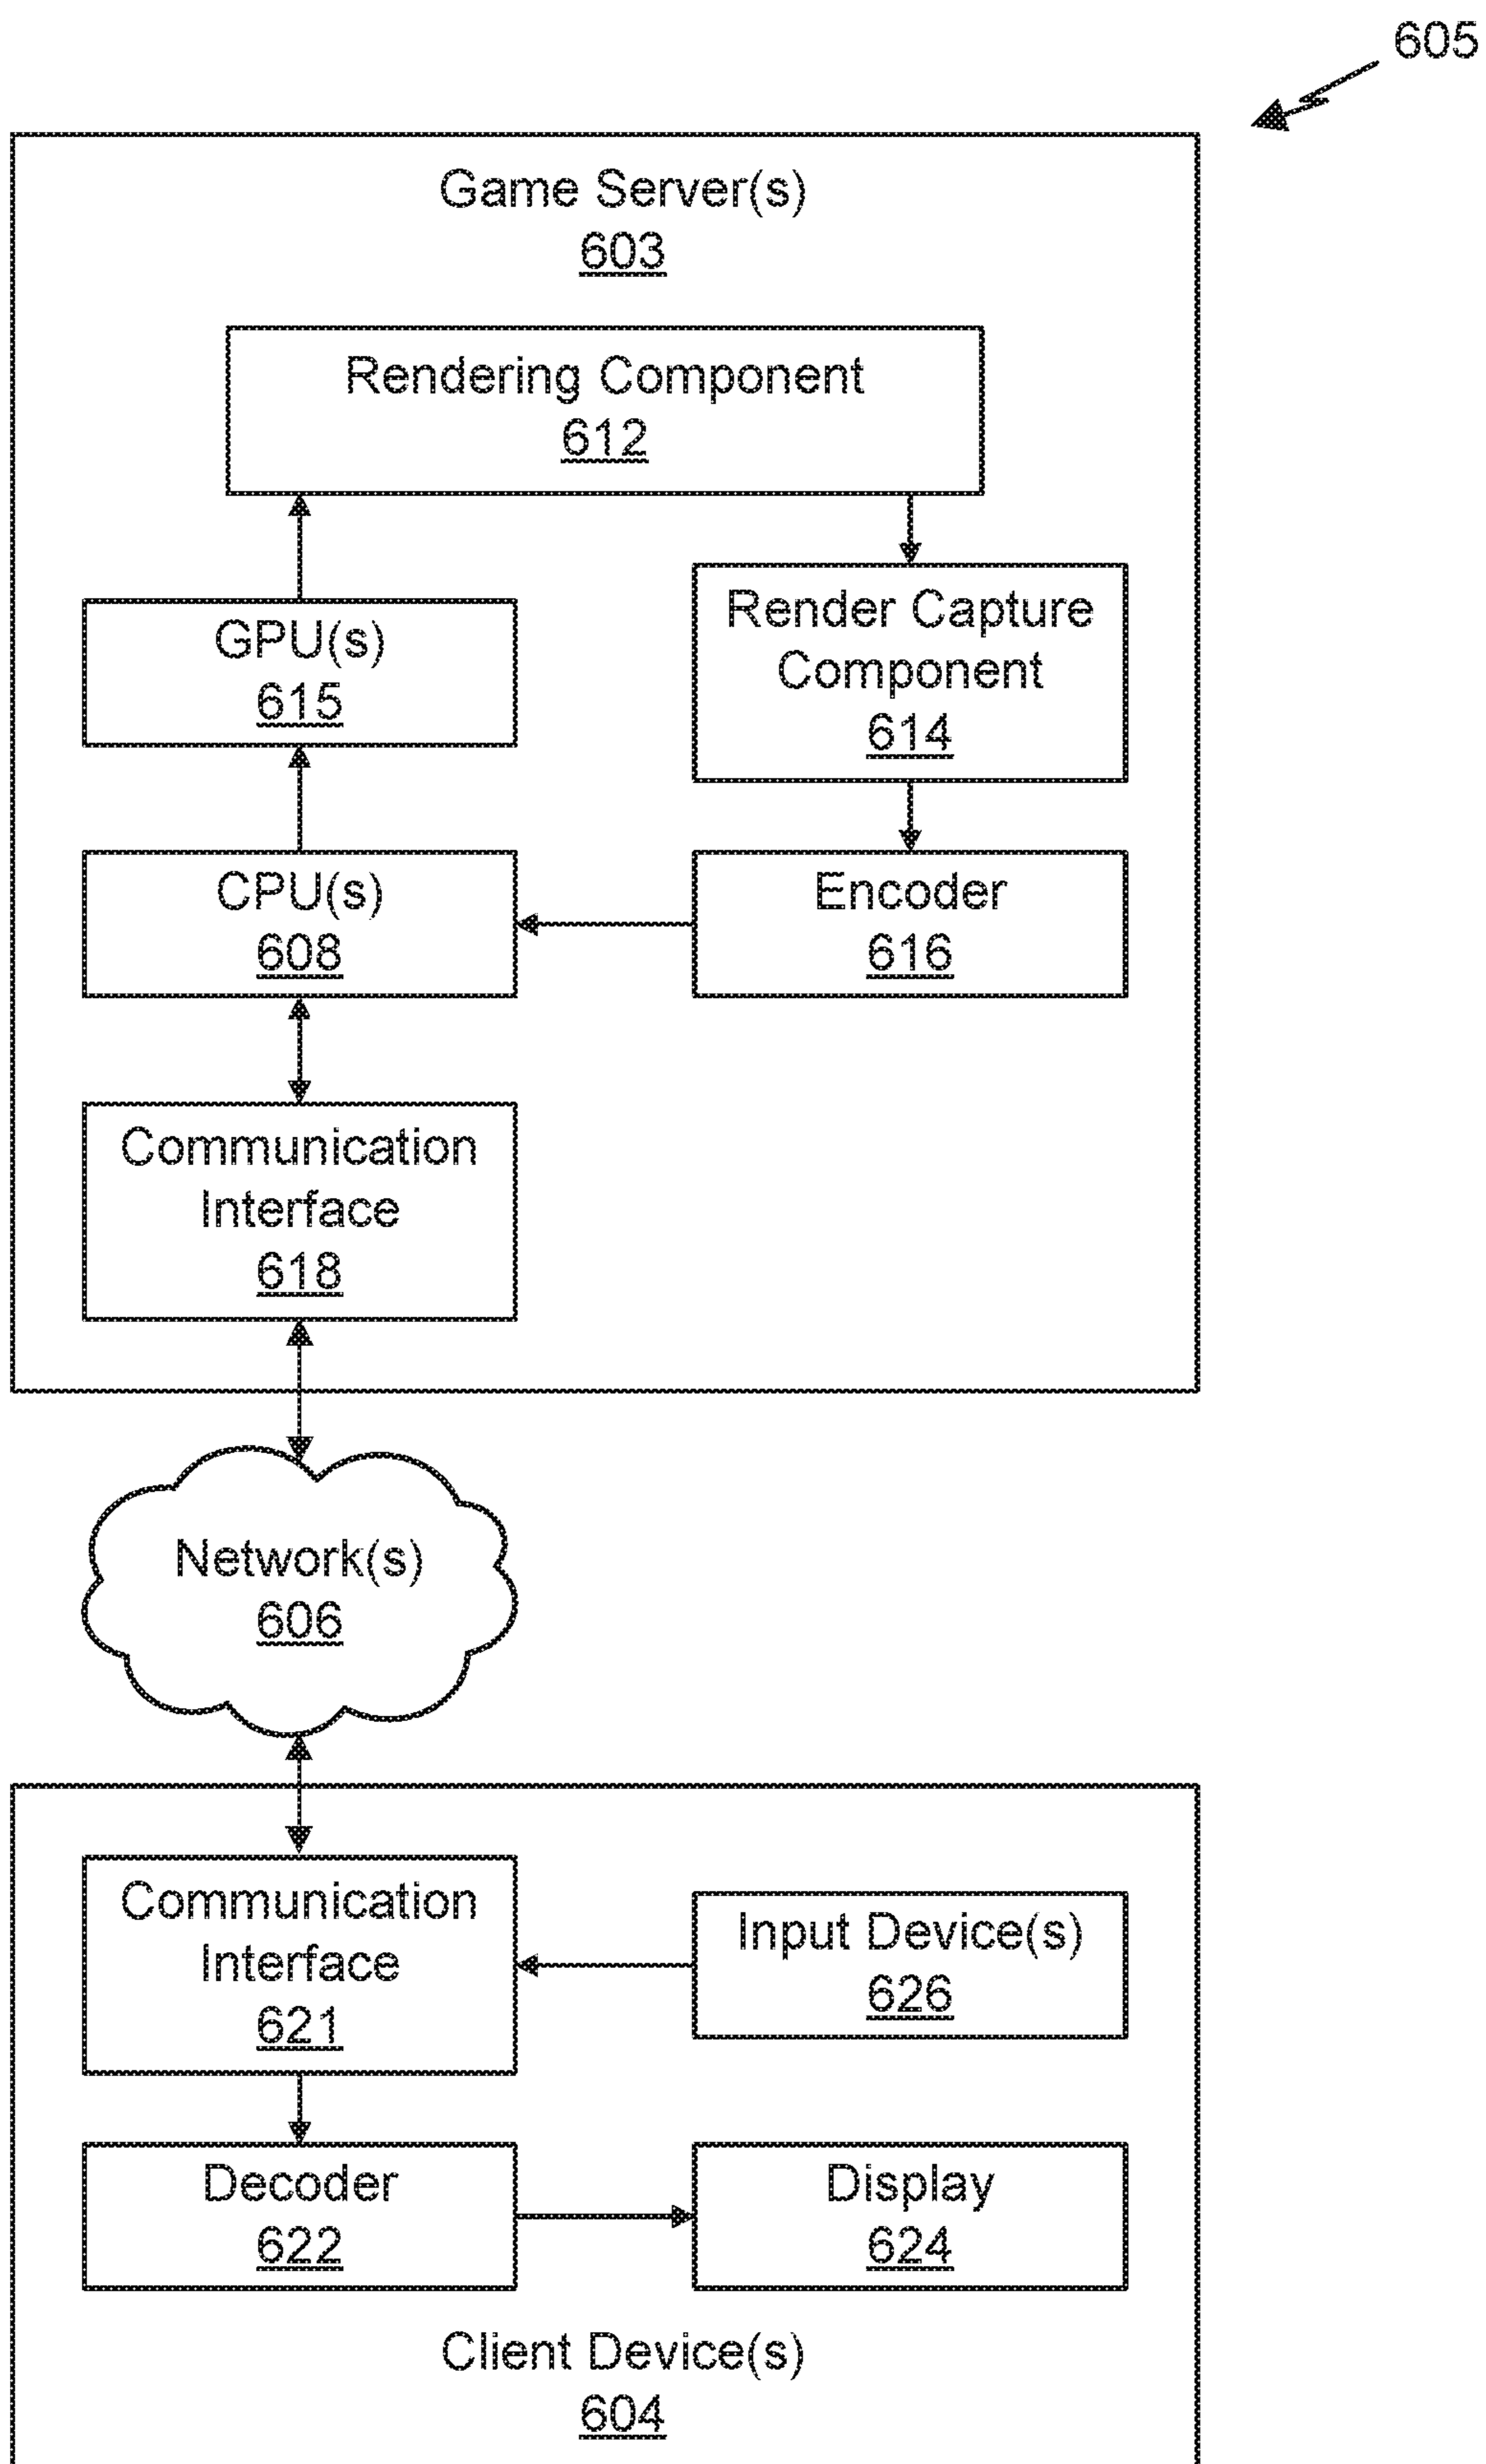 605
Game Server(s)
603
Rendering Component
612
GPU(s)
615
Render Capture
Component
614
CPU(s)
608
Encoder
616
Communication
Interface
618
Network(s)
606
Communication
Interface
621
Input Device(s)
626
Decoder
622
Display
624
Client Device(s)
604